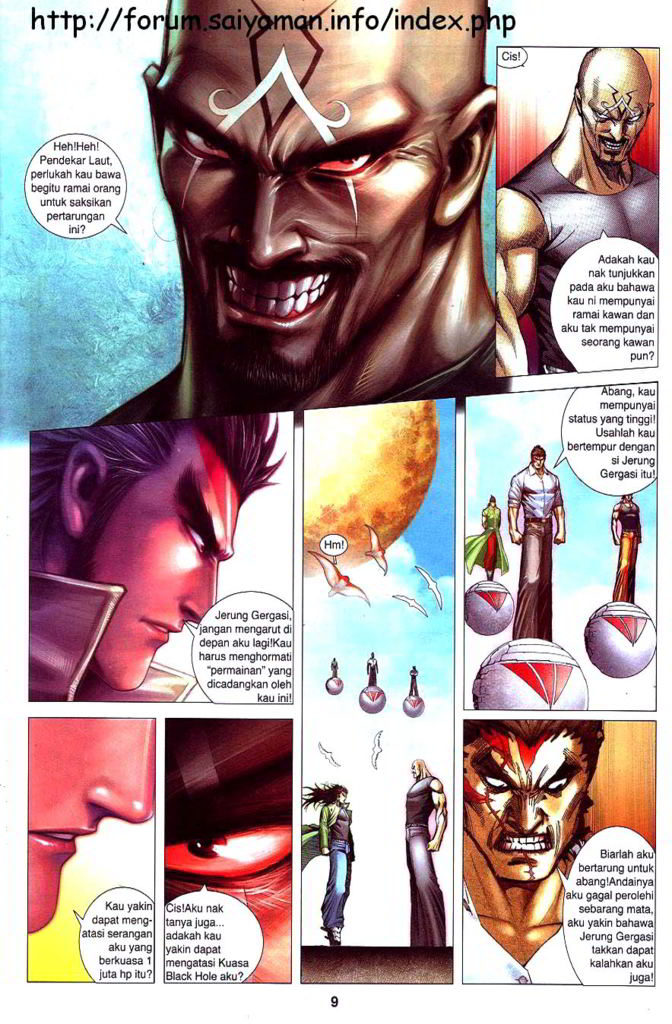 http://forum.saiyaman.info/index.php
Heh!Heh!
Pendekar Laut,
perlukah kau bawa
begitu ramai orang
untuk saksikan
pertarungan
ini?
Cis!
Adakah kau
nak tunjukkan
pada aku bahawa
kau ni mempunyai
ramai kawan dan
aku tak mempunyai
seorang kawan
pun?
Jerung Gergasi,
jangan mengarut di
depan aku lagi!Kau
harus menghormati
"permainan" yang
dicadangkan oleh
kau ini!
Hm!
Abang, kau
mempunyai
status yang tinggi!
Usahlah kau
bertempur dengan
si Jerung
Gergasi itu!
Kau yakin
dapat meng-
atasi serangan
aku yang
berkuasa 1
juta hp itu?
Cis!Aku nak
tanya juga...
adakah kau
yakin dapat
mengatasi Kuasa
Black Hole aku?
Biarlah aku
bertarung untuk
abang!Andainya
aku gagal perolehi
sebarang mata,
aku yakin bahawa
Jerung Gergasi
takkan dapat
kalahkan aku
juga!
9